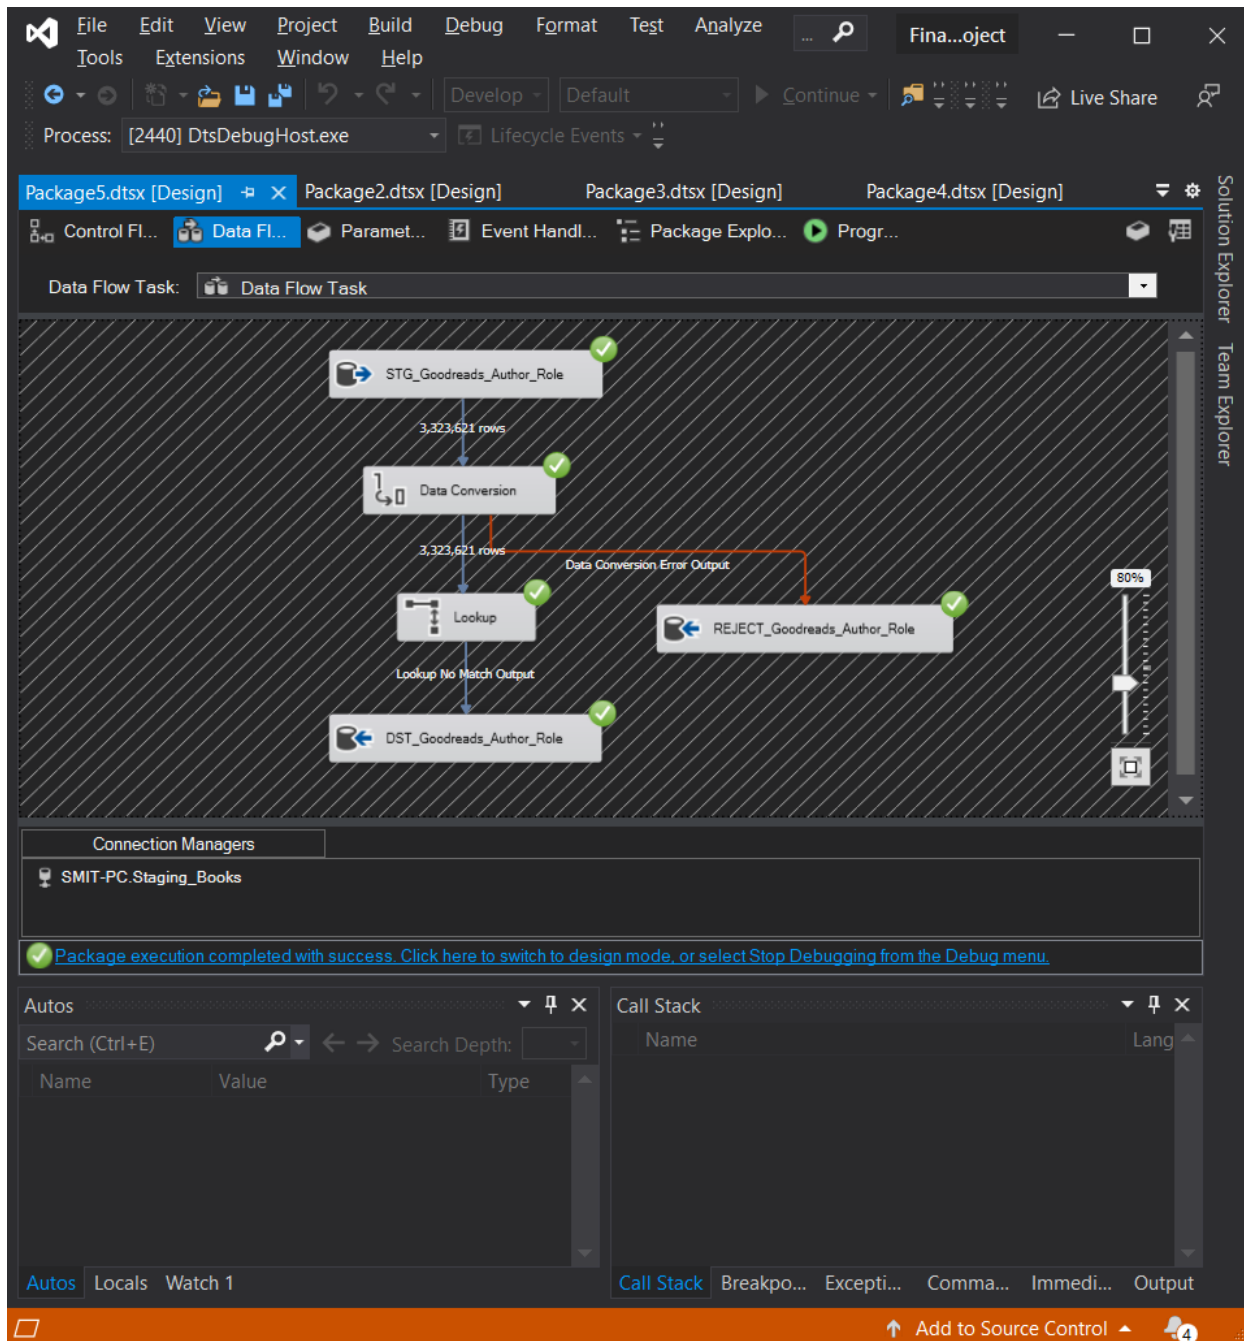 File Edit View Project Build Debug Format Test Analyze ... Fina...oject
Tools Extensions Window Help
Develop Default Continue Live Share
Process: [2440] DtsDebugHost.exe Lifecycle Events
Package5.dtsx [Design] Package2.dtsx [Design] Package3.dtsx [Design] Package4.dtsx [Design]
Control Fl... Data Fl... Paramet... Event Handl... Package Explo... Progr...
Data Flow Task: Data Flow Task
STG_Goodreads_Author_Role
3,323,621 rows
Data Conversion
3,323,621 rows
Data Conversion Error Output
80%
Lookup
REJECT_Goodreads_Author_Role
Lookup No Match Output
DST_Goodreads_Author_Role
Solution Explorer
Team Explorer
Connection Managers
SMIT-PC.Staging_Books
Package execution completed with success. Click here to switch to design mode, or select Stop Debugging from the Debug menu.
Autos
Search (Ctrl+E) Search Depth:
Name Value Type
Autos Locals Watch 1
Call Stack
Name Lang
Call Stack Breakpo... Excepti... Comma... Immedi... Output
Add to Source Control 4